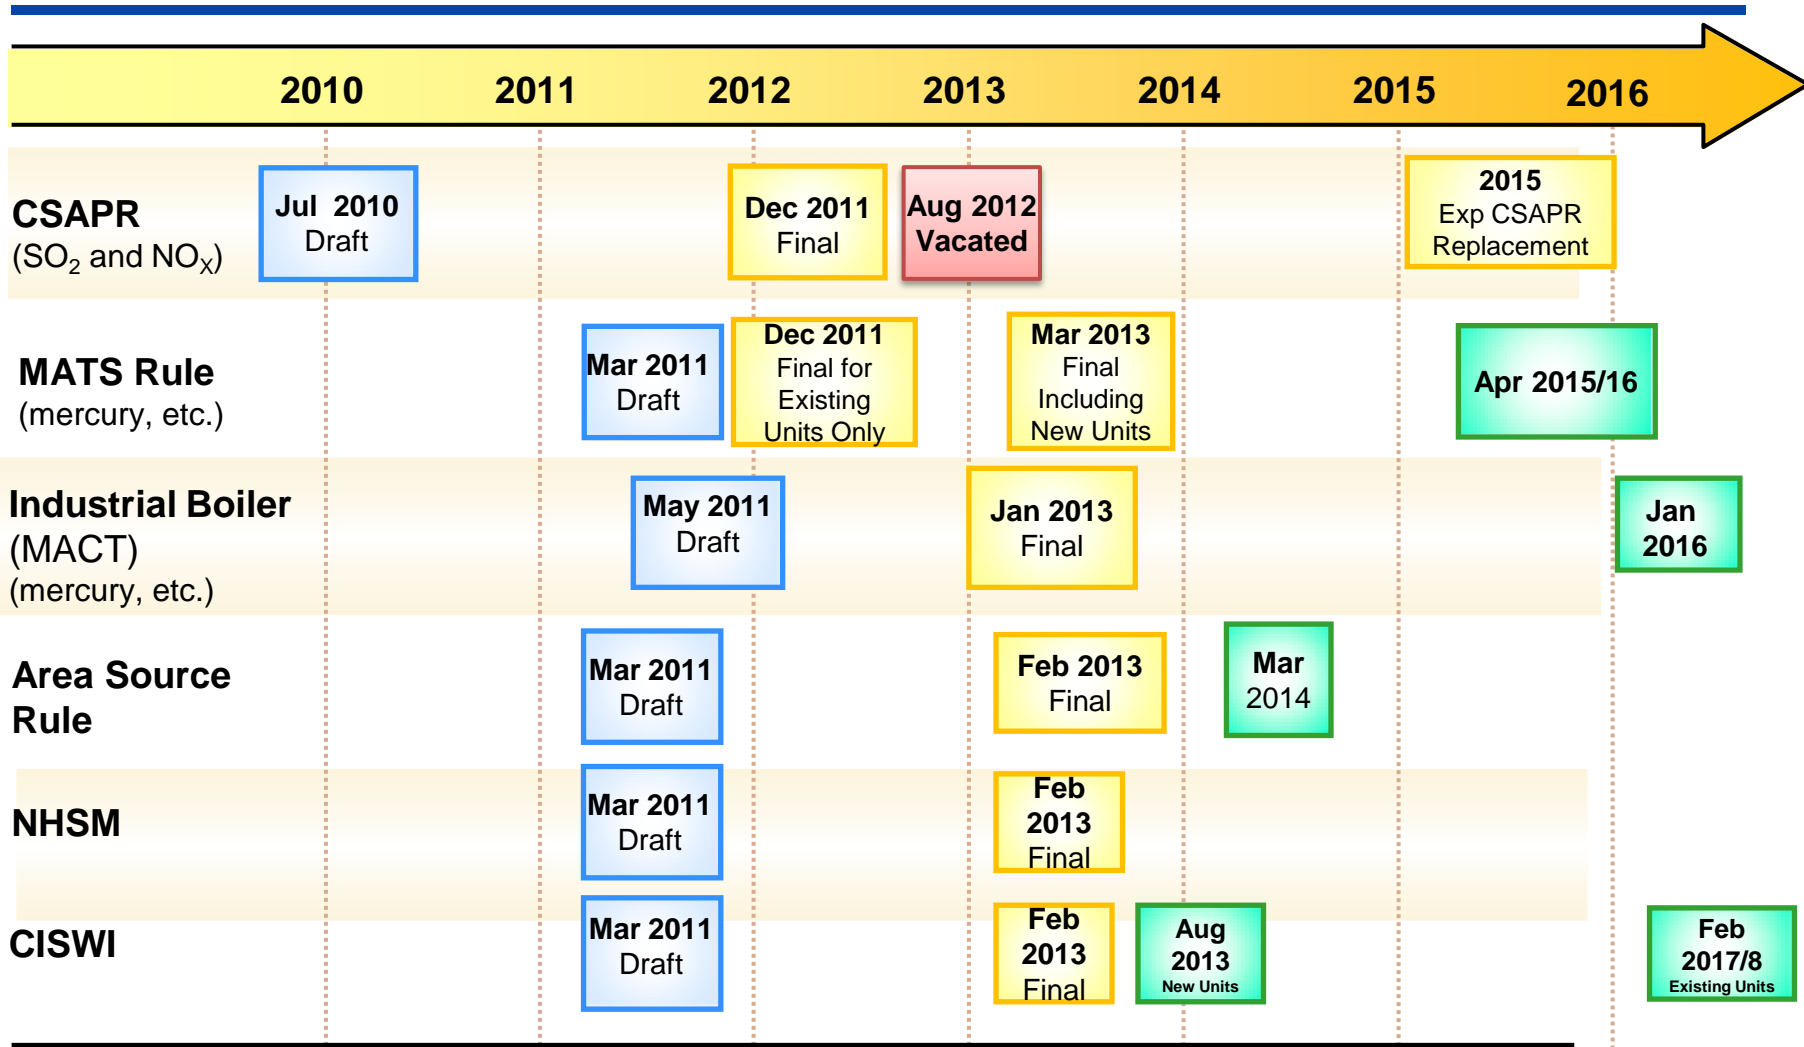 2010 2011 2012 2013 2014 2015 2016
CSAPR
(SO₂ and NOₓ)
Jul 2010
Draft
Dec 2011
Final
Aug 2012
Vacated
2015
Exp CSAPR
Replacement
MATS Rule
(mercury, etc.)
Mar 2011
Draft
Dec 2011
Final for
Existing
Units Only
Mar 2013
Final
Including
New Units
Apr 2015/16
Industrial Boiler
(MACT)
(mercury, etc.)
May 2011
Draft
Jan 2013
Final
Jan
2016
Area Source
Rule
Mar 2011
Draft
Feb 2013
Final
Mar
2014
NHSM
Mar 2011
Draft
Feb
2013
Final
CISWI
Mar 2011
Draft
Feb
2013
Final
Aug
2013
New Units
Feb
2017/8
Existing Units